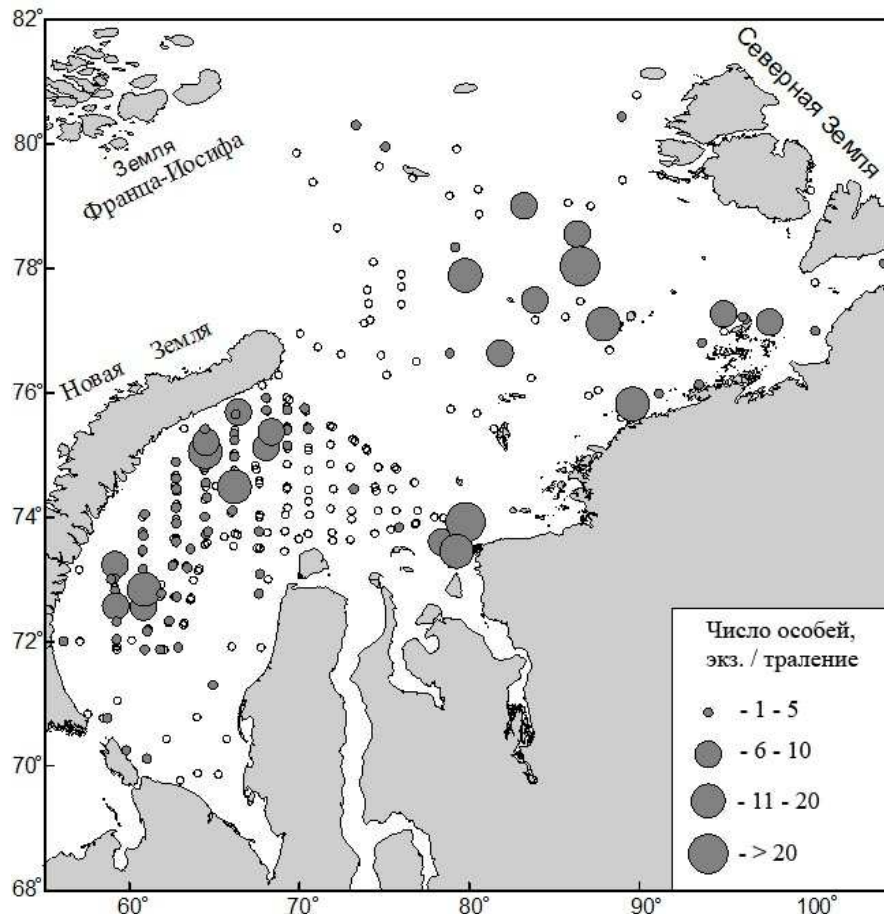 82°
80°
78°
76°
74°
72°
70°
68°
60°
70°
80°
90°
100°
Земля
Франца-Иосифа
Северная Земля
Новая Земля
Число особей,
экз. / траление
- 1 - 5
- 6 - 10
- 11 - 20
- > 20